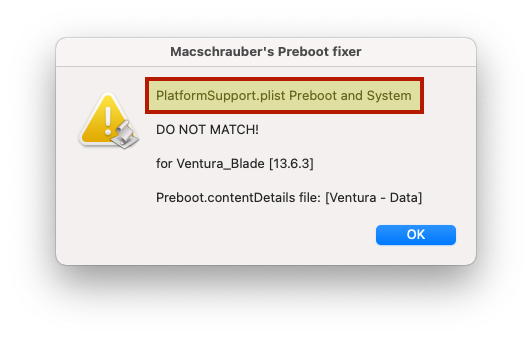 Macschrauber's Preboot fixer
PlatformSupport.plist Preboot and System
DO NOT MATCH!
for Ventura_Blade [13.6.3]
Preboot.contentDetails file: [Ventura - Data]
OK